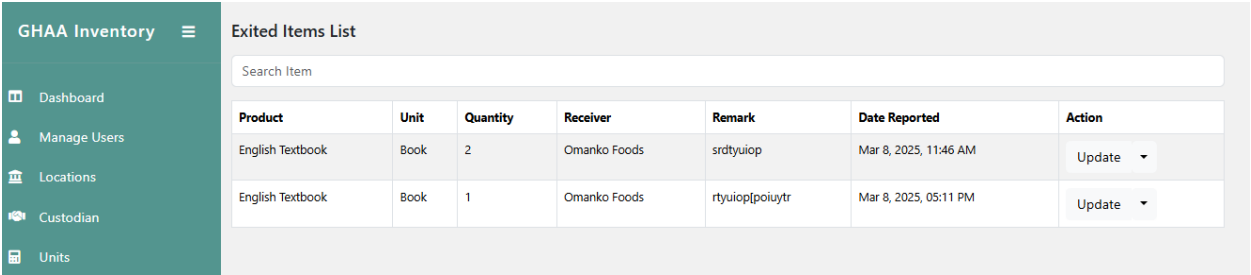 GHAA Inventory
Dashboard
Manage Users
Locations
Custodian
Units
Exited Items List
Search Item
Product Unit Quantity Receiver Remark Date Reported Action
English Textbook Book 2 Omanko Foods srdtyuiop Mar 8, 2025, 11:46 AM Update
English Textbook Book 1 Omanko Foods rtyuiop[poiuytr Mar 8, 2025, 05:11 PM Update